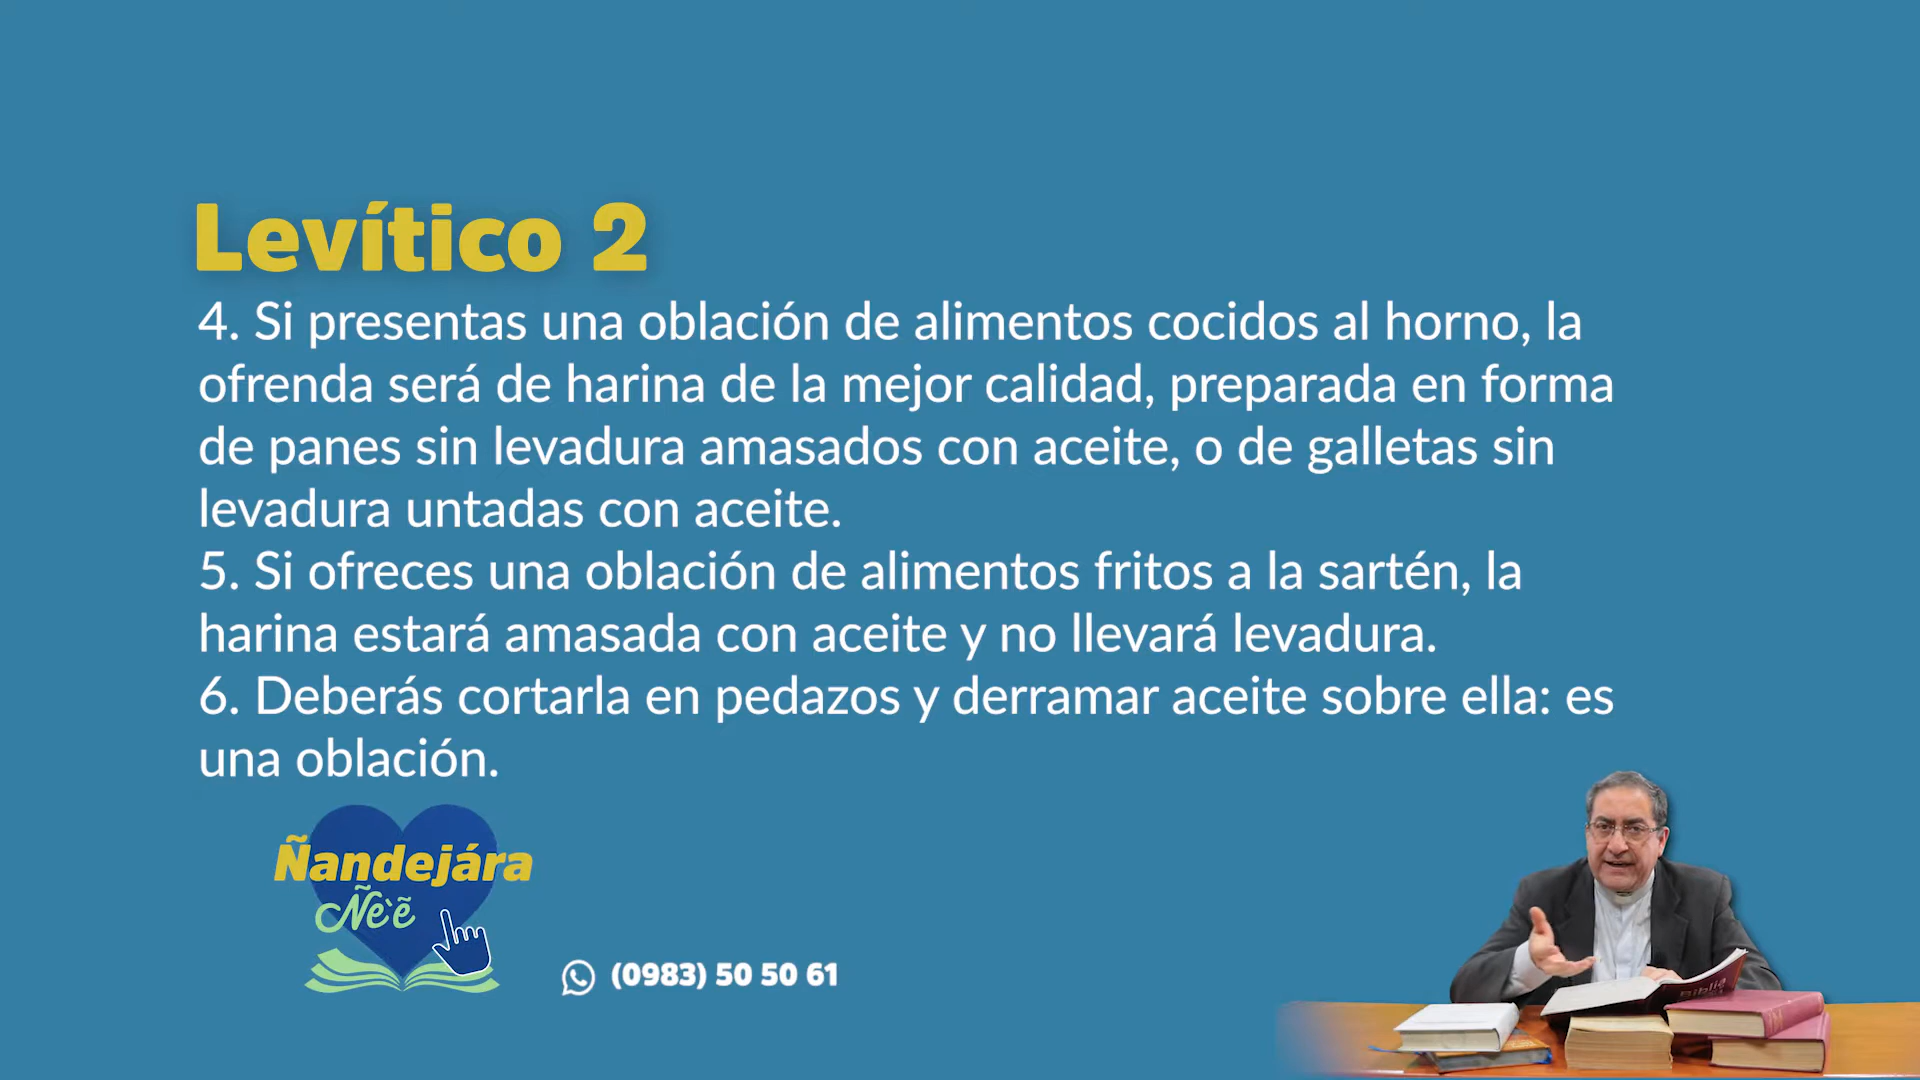 Levítico 2
4. Si presentas una oblación de alimentos cocidos al horno, la
ofrenda será de harina de la mejor calidad, preparada en forma
de panes sin levadura amasados con aceite, o de galletas sin
levadura untadas con aceite.
5. Si ofreces una oblación de alimentos fritos a la sartén, la
harina estará amasada con aceite y no llevará levadura.
6. Deberás cortarla en pedazos y derramar aceite sobre ella: es
una oblación.
Ñandejára
Ñe'ẽ
(0983) 50 50 61
Biblia